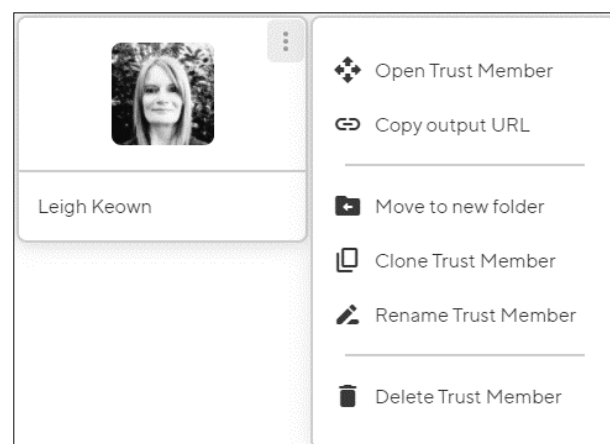 Leigh Keown
Open Trust Member
Copy output URL
Move to new folder
Clone Trust Member
Rename Trust Member
Delete Trust Member